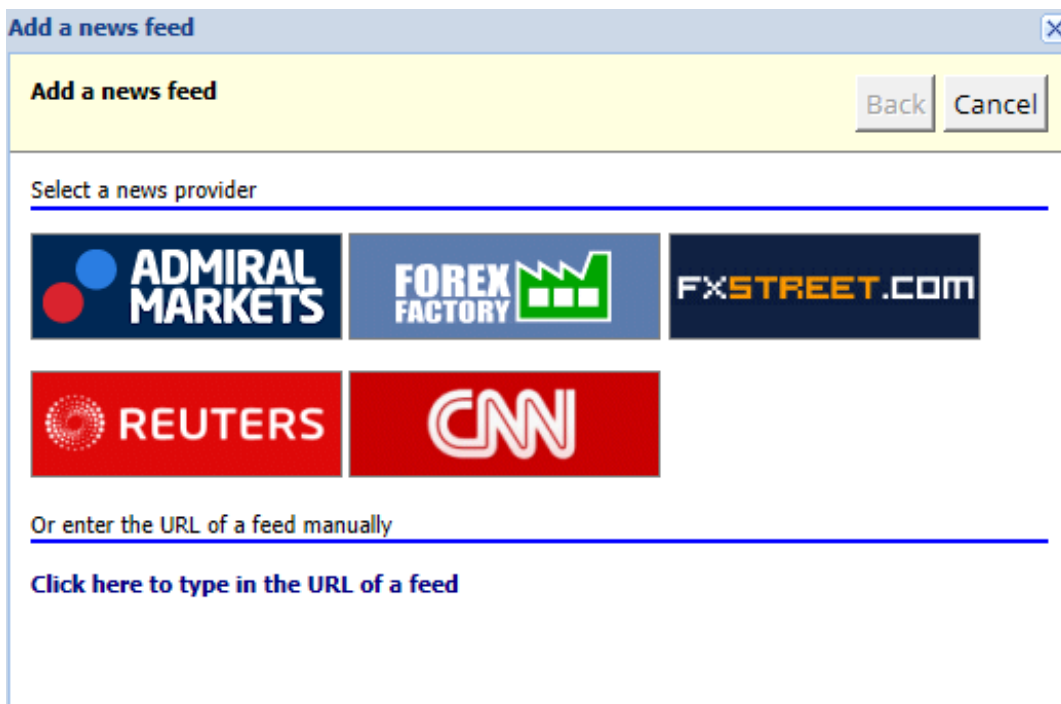 Add a news feed
Add a news feed
Back Cancel
Select a news provider
ADMIRAL
MARKETS
FOREX
FACTORY
FXSTREET.COM
REUTERS
CNN
Or enter the URL of a feed manually
Click here to type in the URL of a feed